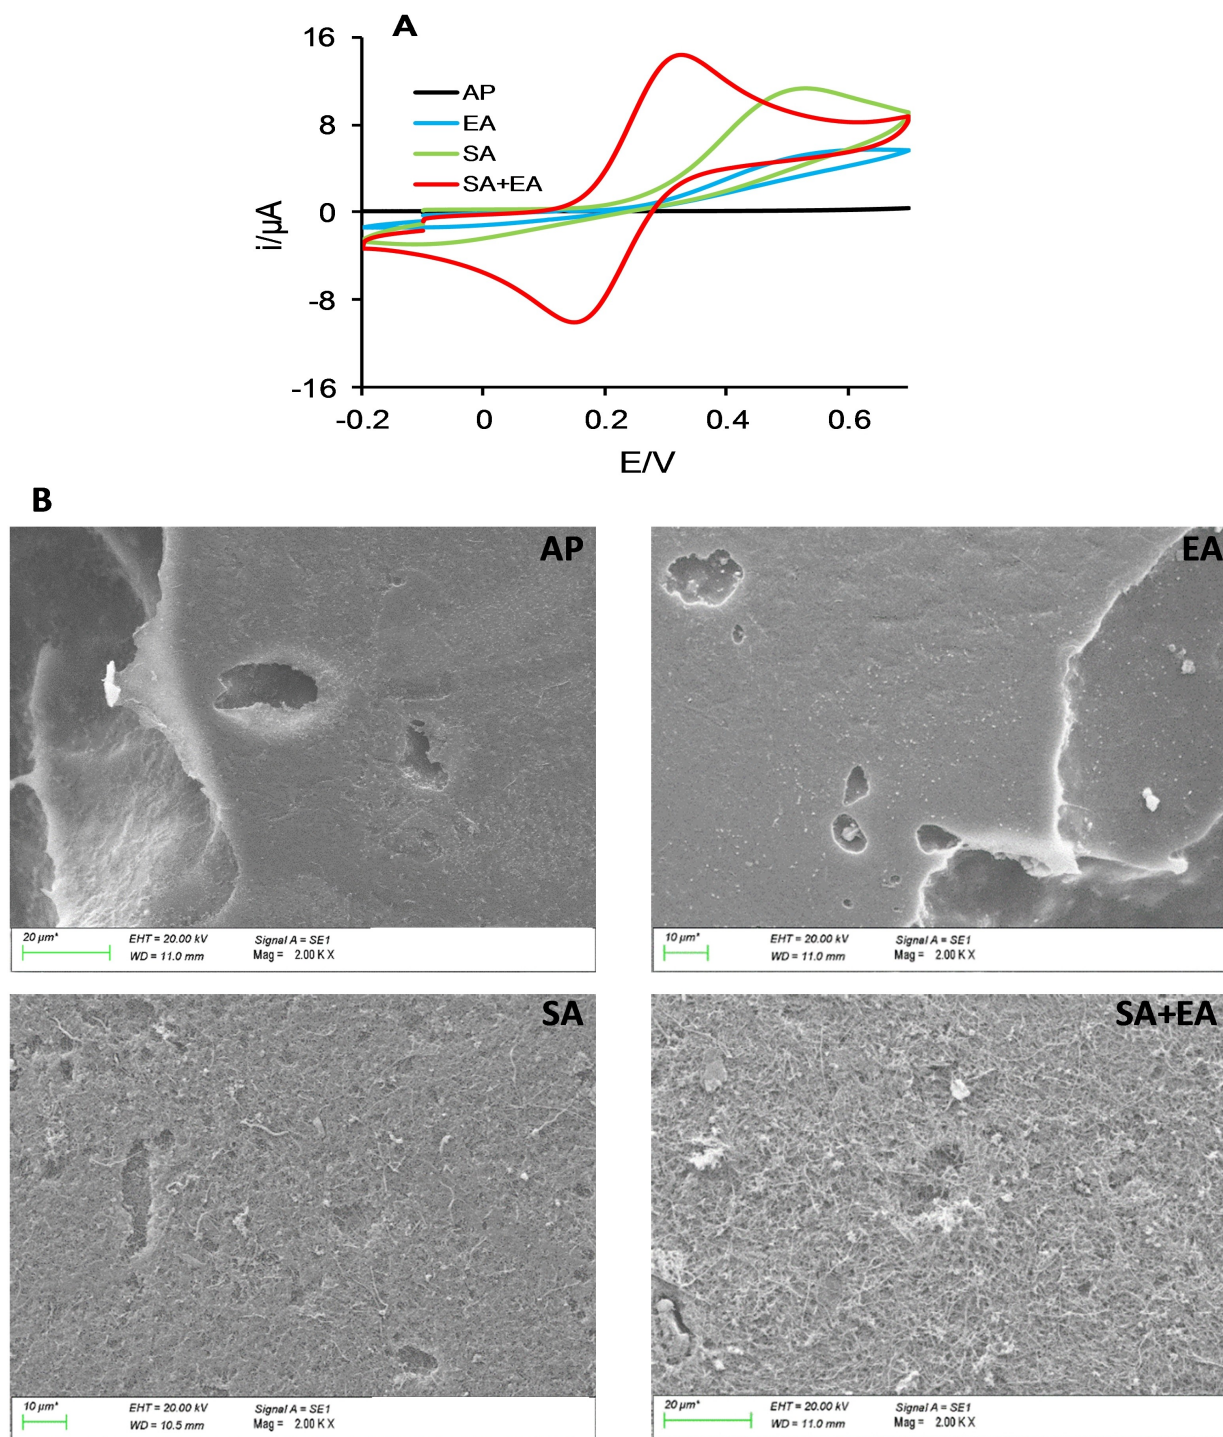 A
16
8
0
-8
-16
i/µA
AP
EA
SA
SA+EA
-0.2 0 0.2 0.4 0.6
E/V
B
AP
20 µm*
EHT = 20.00 kV Signal A = SE1
WD = 11.0 mm Mag = 2.00 K X
EA
10 µm*
EHT = 20.00 kV Signal A = SE1
WD = 11.0 mm Mag = 2.00 K X
SA
10 µm*
EHT = 20.00 kV Signal A = SE1
WD = 10.5 mm Mag = 2.00 K X
SA+EA
20 µm*
EHT = 20.00 kV Signal A = SE1
WD = 11.0 mm Mag = 2.00 K X